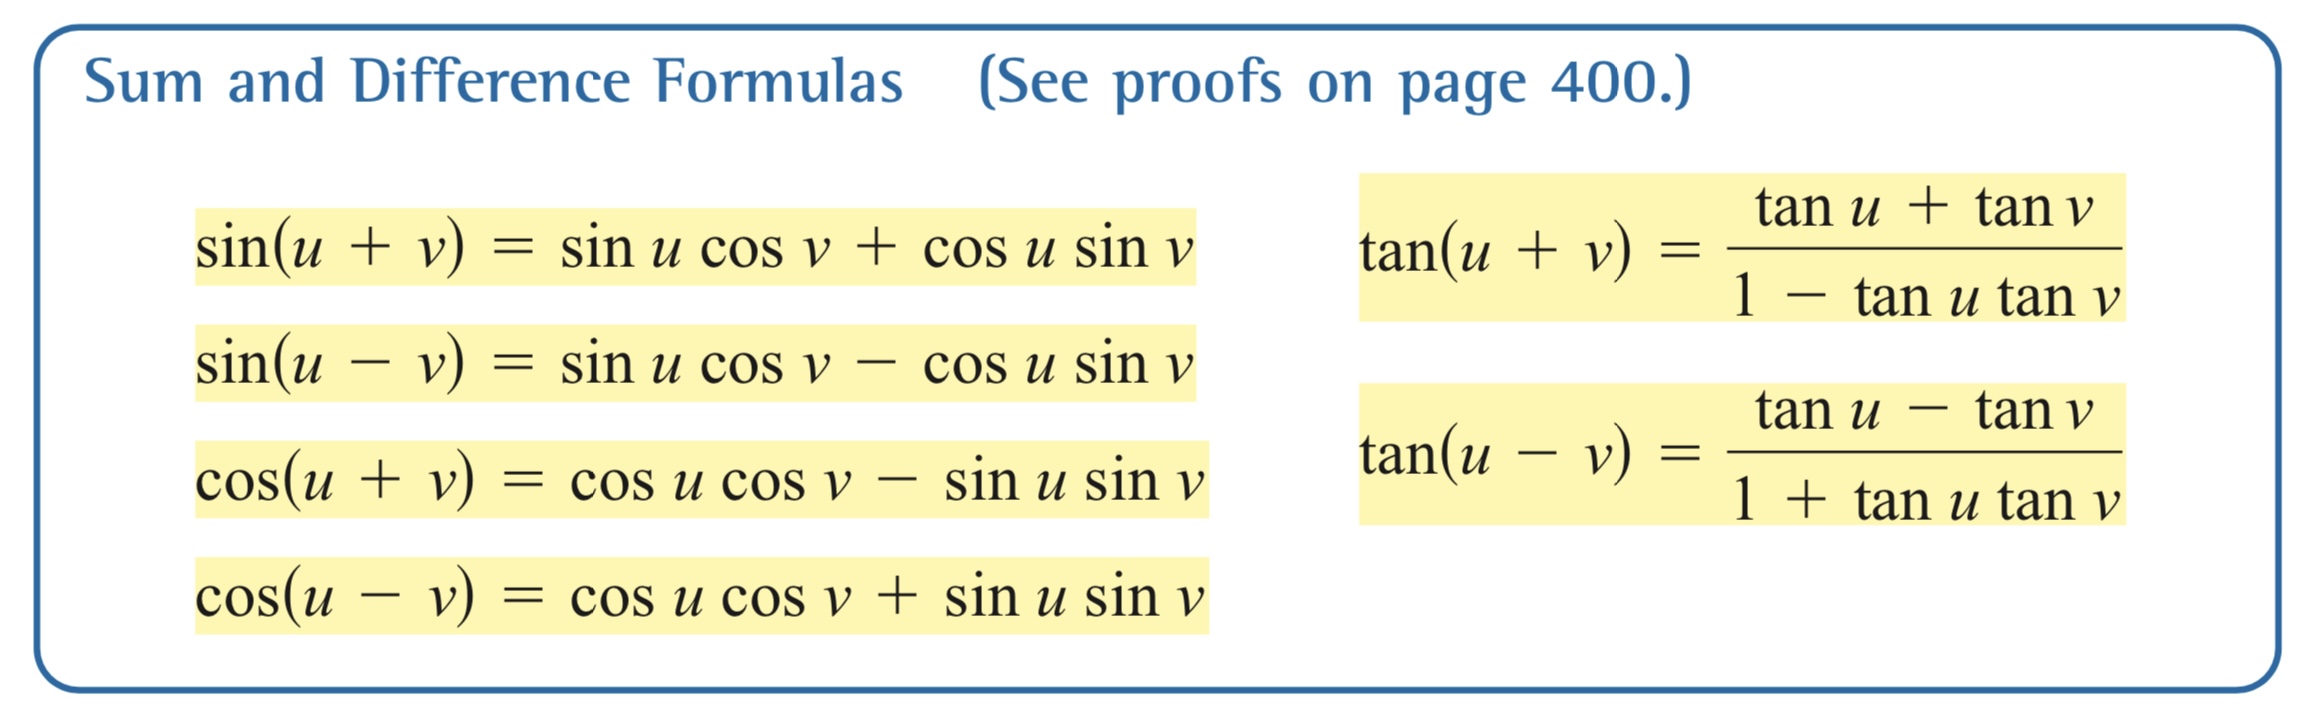 Sum and Difference Formulas (See proofs on page 400.)
sin(u + v) = sin u cos v + cos u sin v
sin(u − v) = sin u cos v − cos u sin v
cos(u + v) = cos u cos v − sin u sin v
cos(u − v) = cos u cos v + sin u sin v
tan(u + v) = \frac{tan u + tan v}{1 − tan u tan v}
tan(u − v) = \frac{tan u − tan v}{1 + tan u tan v}